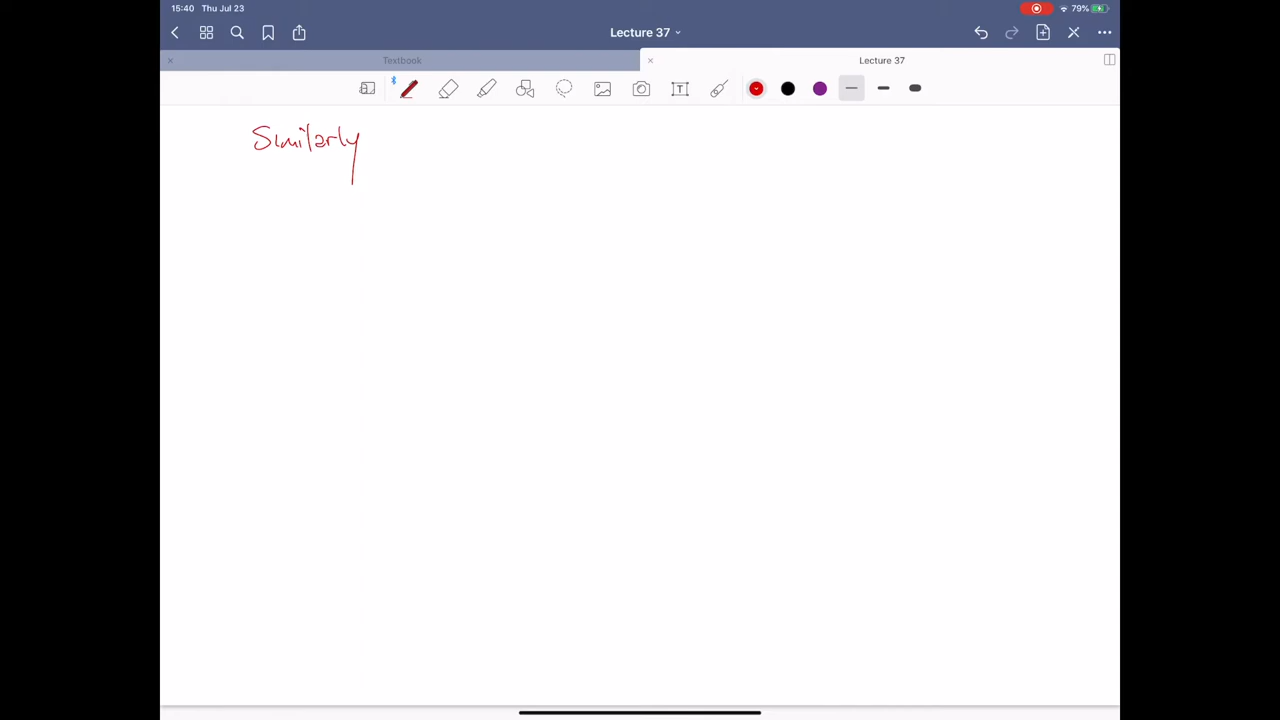 15:40 Thu Jul 23 79%
Lecture 37
Textbook Lecture 37
T
Similarly